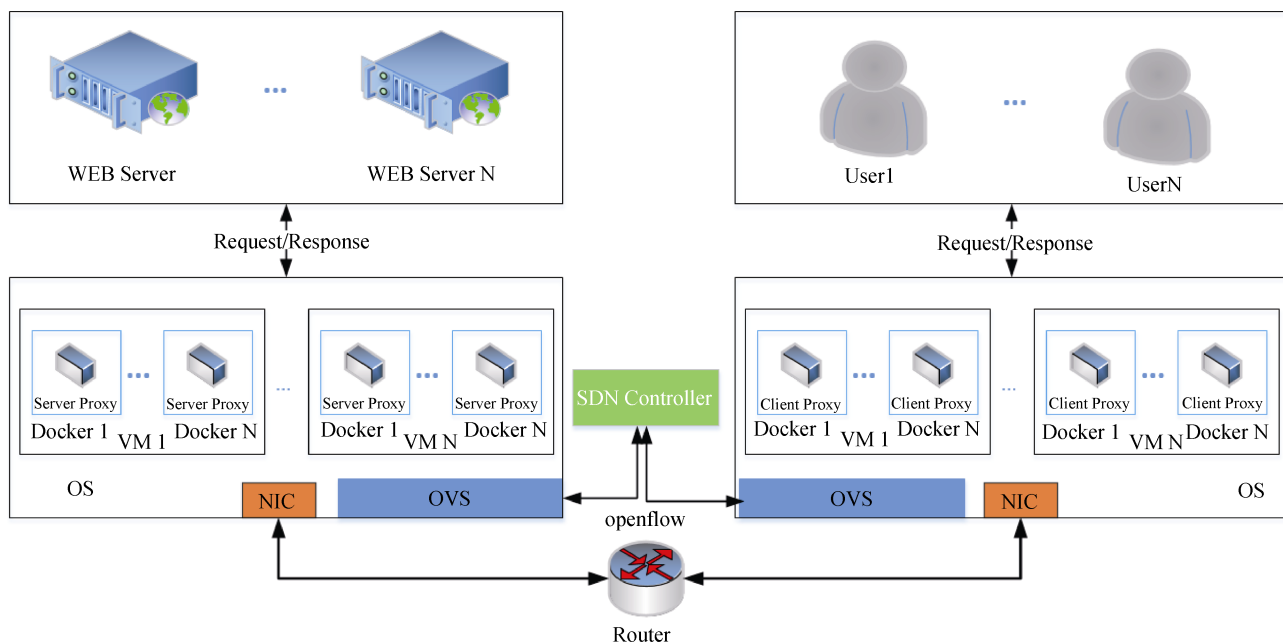 WEB Server
...
WEB Server N
User1
...
UserN
Request/Response
Request/Response
Server Proxy
...
Server Proxy
Docker 1
Docker N
VM 1
...
Server Proxy
...
Server Proxy
Docker 1
Docker N
VM N
SDN Controller
Client Proxy
...
Client Proxy
Docker 1
Docker N
VM 1
...
Client Proxy
...
Client Proxy
Docker 1
Docker N
VM N
OS
NIC
OVS
openflow
OVS
NIC
OS
Router